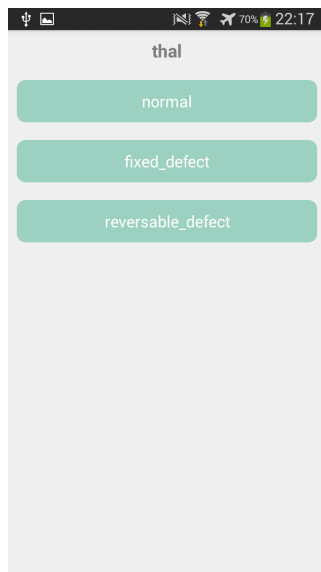 70% 22:17
thal
normal
fixed_defect
reversable_defect